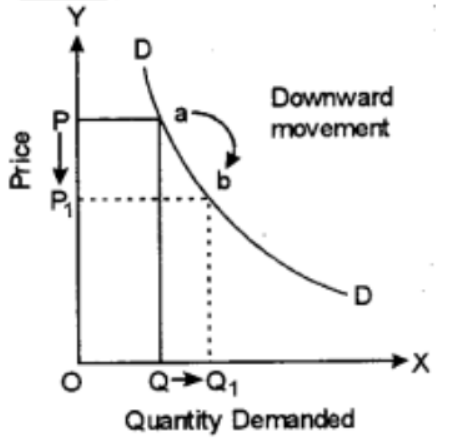 Y
D
Downward
movement
P
a
Price
b
P1
D
X
O
Q
Q1
Quantity Demanded